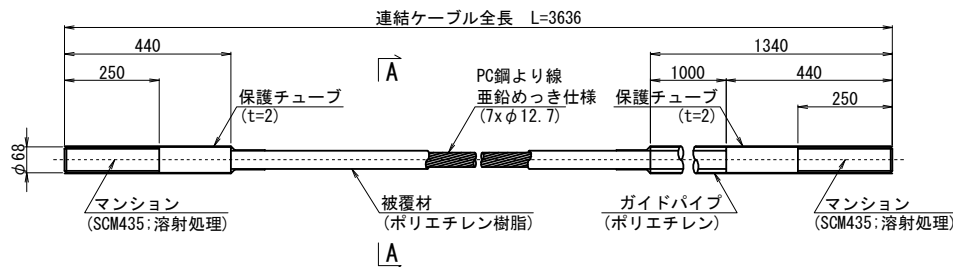 連結ケーブル全長 L=3636
440
1340
250
A
PC鋼より線
亜鉛めっき仕様
(7xφ12.7)
1000
440
250
保護チューブ
(t=2)
保護チューブ
(t=2)
φ68
マンション
(SCM435;溶射処理)
被覆材
(ポリエチレン樹脂)
ガイドパイプ
(ポリエチレン)
マンション
(SCM435;溶射処理)
A